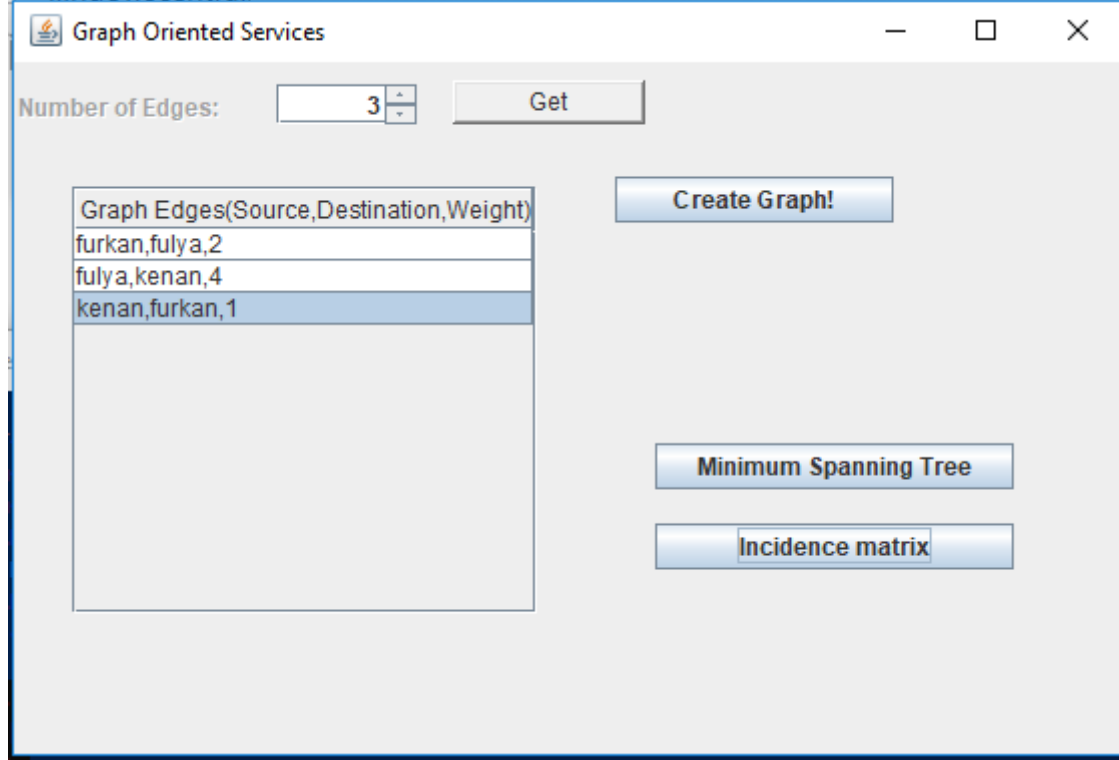 Graph Oriented Services
Number of Edges: 3 Get
Create Graph!
Graph Edges(Source,Destination,Weight)
furkan,fulya,2
fulya,kenan,4
kenan,furkan,1
Minimum Spanning Tree
Incidence matrix